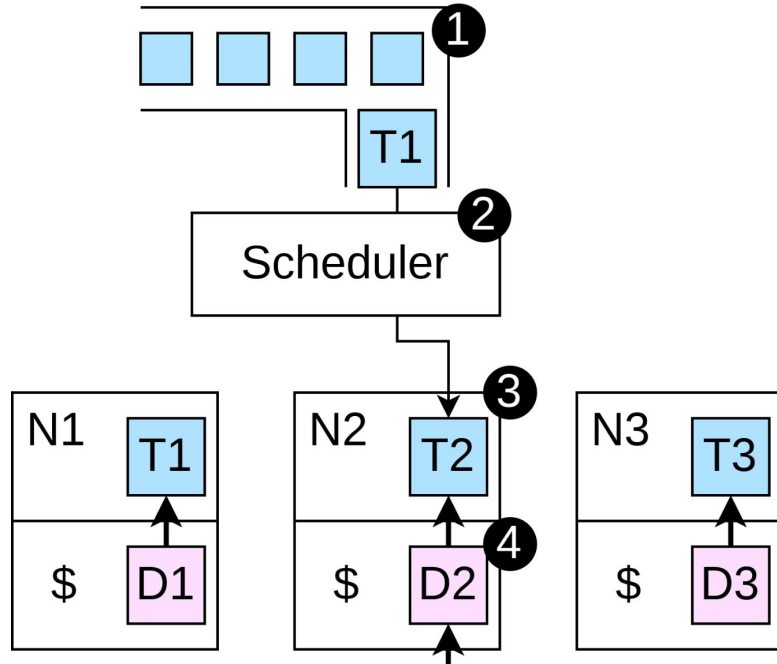 1
T1
2
Scheduler
3
N1 T1 N2 T2 N3 T3
4
$ D1 $ D2 $ D3